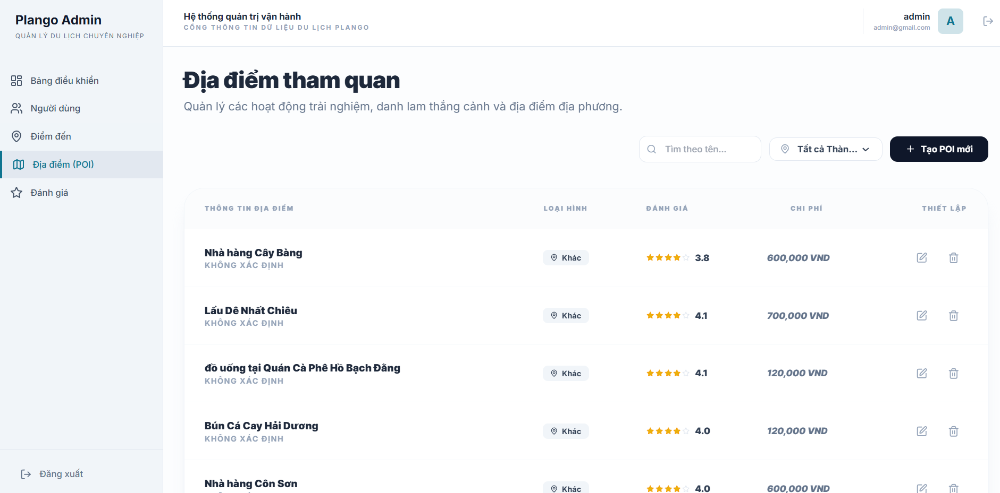 Plango Admin
QUẢN LÝ DU LỊCH CHUYÊN NGHIỆP
Bảng điều khiển
Người dùng
Điểm đến
Địa điểm (POI)
Đánh giá
Đăng xuất
Hệ thống quản trị vận hành
CỔNG THÔNG TIN DỮ LIỆU DU LỊCH PLANGO
admin
admin@gmail.com
A
Địa điểm tham quan
Quản lý các hoạt động trải nghiệm, danh lam thắng cảnh và địa điểm địa phương.
Tìm theo tên...
Tất cả Thàn...
Tạo POI mới
THÔNG TIN ĐỊA ĐIỂM LOẠI HÌNH ĐÁNH GIÁ CHI PHÍ THIẾT LẬP
Nhà hàng Cây Bàng
KHÔNG XÁC ĐỊNH
Khác 3.8 600,000 VND
Lẩu Dê Nhất Chiêu
KHÔNG XÁC ĐỊNH
Khác 4.1 700,000 VND
đồ uống tại Quán Cà Phê Hồ Bạch Đằng
KHÔNG XÁC ĐỊNH
Khác 4.1 120,000 VND
Bún Cá Cay Hải Dương
KHÔNG XÁC ĐỊNH
Khác 4.0 120,000 VND
Nhà hàng Côn Sơn
Khác 4.0 600,000 VND